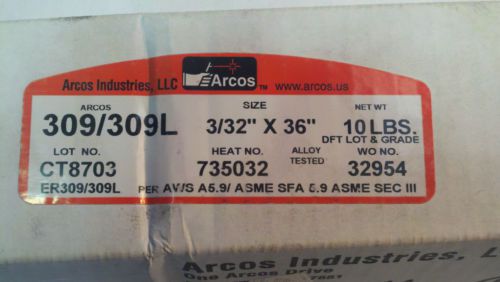 Arcos Industries, LLC Arcos™ www.arcos.us
ARCOS SIZE NET WT
309/309L 3/32" X 36" 10 LBS.
DFT LOT & GRADE
LOT NO. HEAT NO. ALLOY TESTED WO NO.
CT8703 735032 32954
ER309/309L PER AWS A5.9/ ASME SFA 5.9 ASME SEC III
Arcos Industries, L
One Arcos Drive